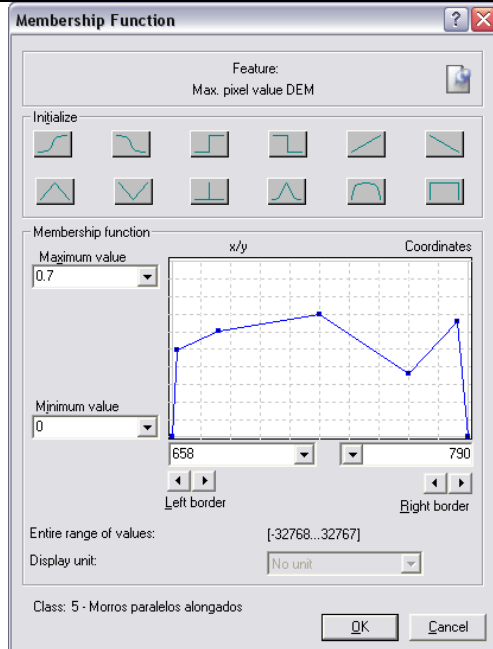 Membership Function
Feature:
Max. pixel value DEM
Initialize
Membership function
Maximum value
0.7
x/y
Coordinates
Minimum value
0
658
790
Left border
Right border
Entire range of values:
[-32768...32767]
Display unit:
No unit
Class: 5 - Morros paralelos alongados
OK
Cancel